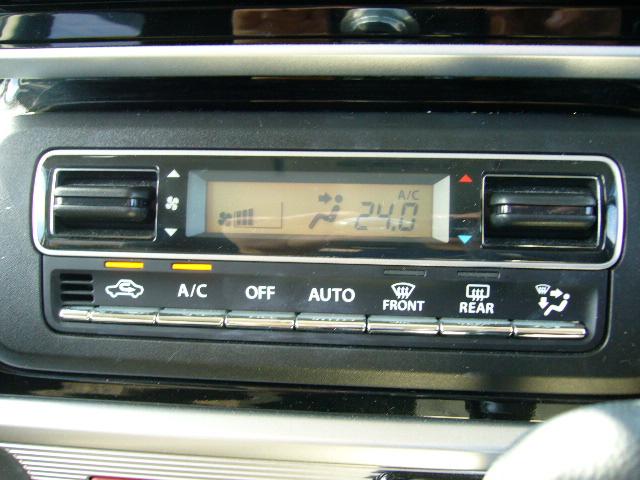 A/C
24.0
A/C OFF AUTO FRONT REAR